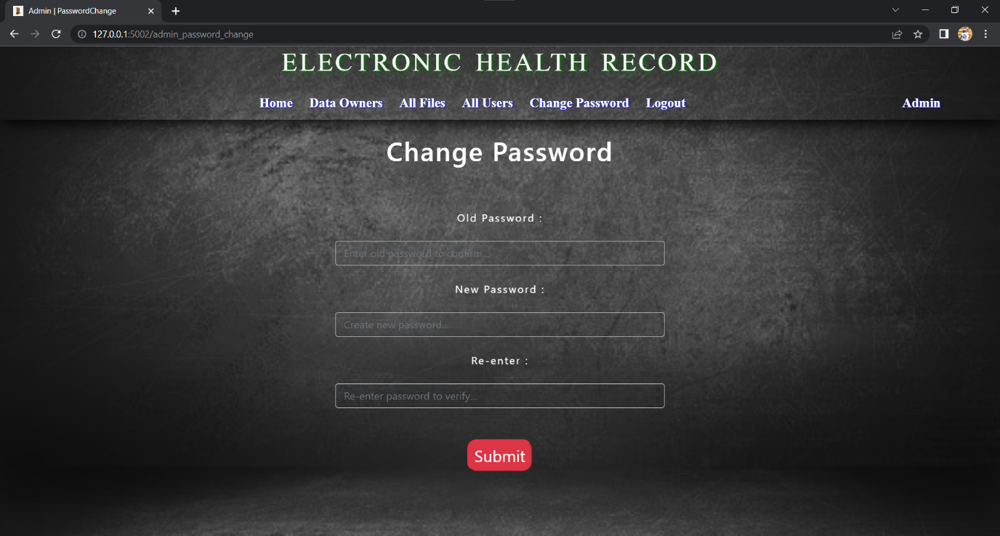 Admin | PasswordChange
127.0.0.1:5002/admin_password_change
ELECTRONIC HEALTH RECORD
Home Data Owners All Files All Users Change Password Logout Admin
Change Password
Old Password :
Enter old password to confirm...
New Password :
Create new password...
Re-enter :
Re-enter password to verify...
Submit